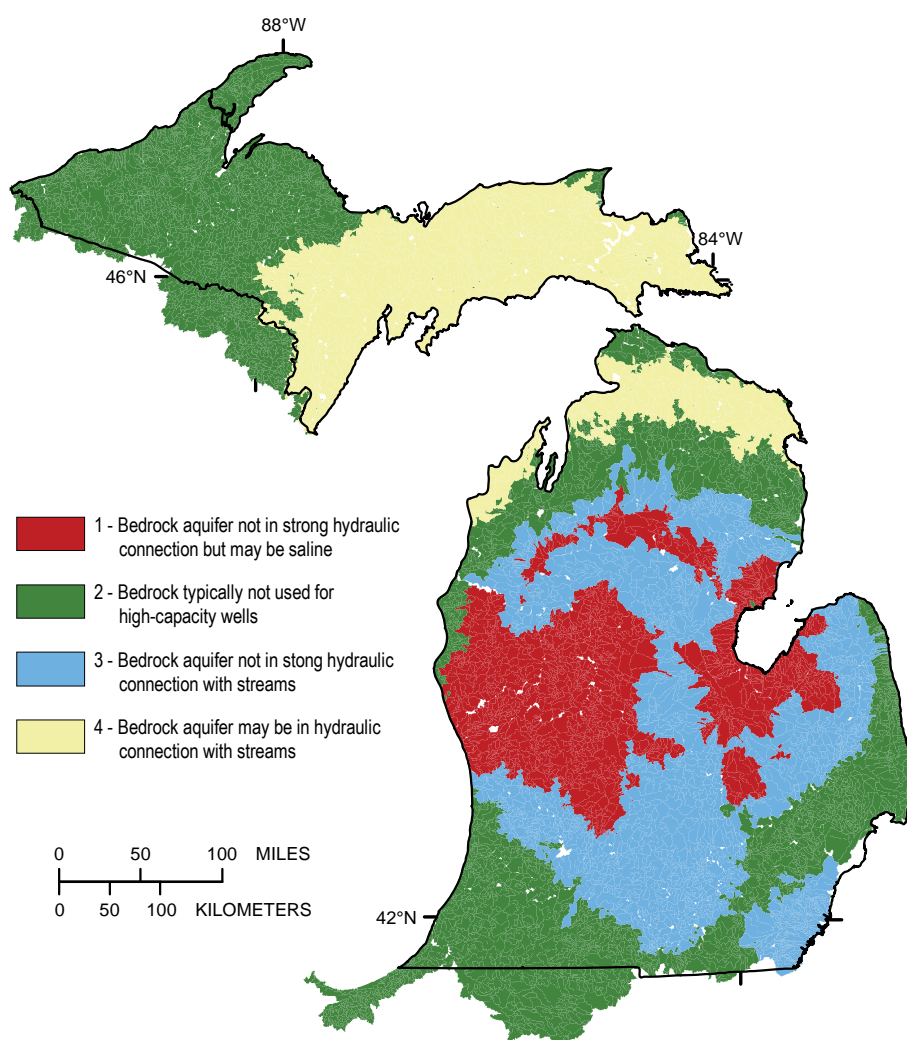 88°W
84°W
46°N
1 - Bedrock aquifer not in strong hydraulic
connection but may be saline
2 - Bedrock typically not used for
high-capacity wells
3 - Bedrock aquifer not in stong hydraulic
connection with streams
4 - Bedrock aquifer may be in hydraulic
connection with streams
0 50 100 MILES
0 50 100 KILOMETERS
42°N